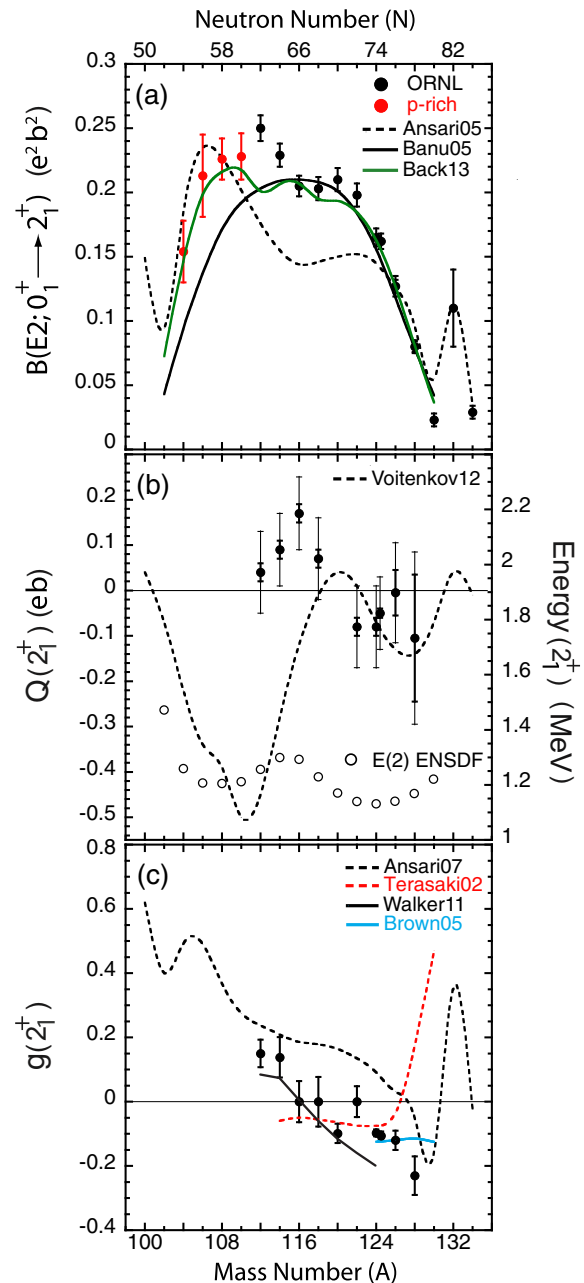 Neutron Number (N)
50 58 66 74 82
(a)
ORNL
p-rich
Ansari05
Banu05
Back13
0.3
0.25
0.2
0.15
0.1
0.05
0
B(E2; 0₁⁺ → 2₁⁺) (e²b²)
(b)
Voitenkov12
0.2
0.1
0
-0.1
-0.2
-0.3
-0.4
-0.5
Q(2₁⁺) (eb)
E(2) ENSDF
2.2
2
1.8
1.6
1.4
1.2
1
Energy(2₁⁺) (MeV)
(c)
Ansari07
Terasaki02
Walker11
Brown05
0.8
0.6
0.4
0.2
0
-0.2
-0.4
g(2₁⁺)
100 108 116 124 132
Mass Number (A)